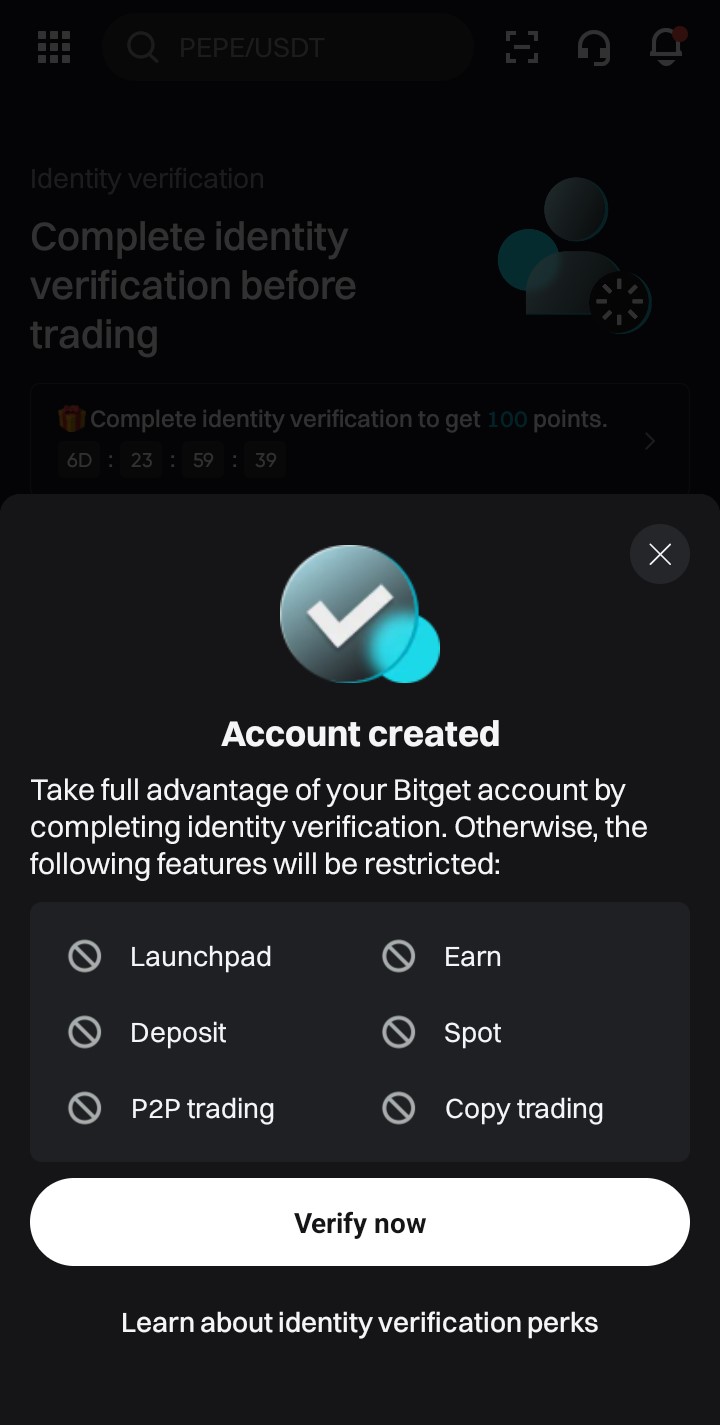 PEPE/USDT
Identity verification
Complete identity
verification before
trading
Complete identity verification to get 100 points.
6D : 23 : 59 : 39
Account created
Take full advantage of your Bitget account by
completing identity verification. Otherwise, the
following features will be restricted:
Launchpad Earn
Deposit Spot
P2P trading Copy trading
Verify now
Learn about identity verification perks